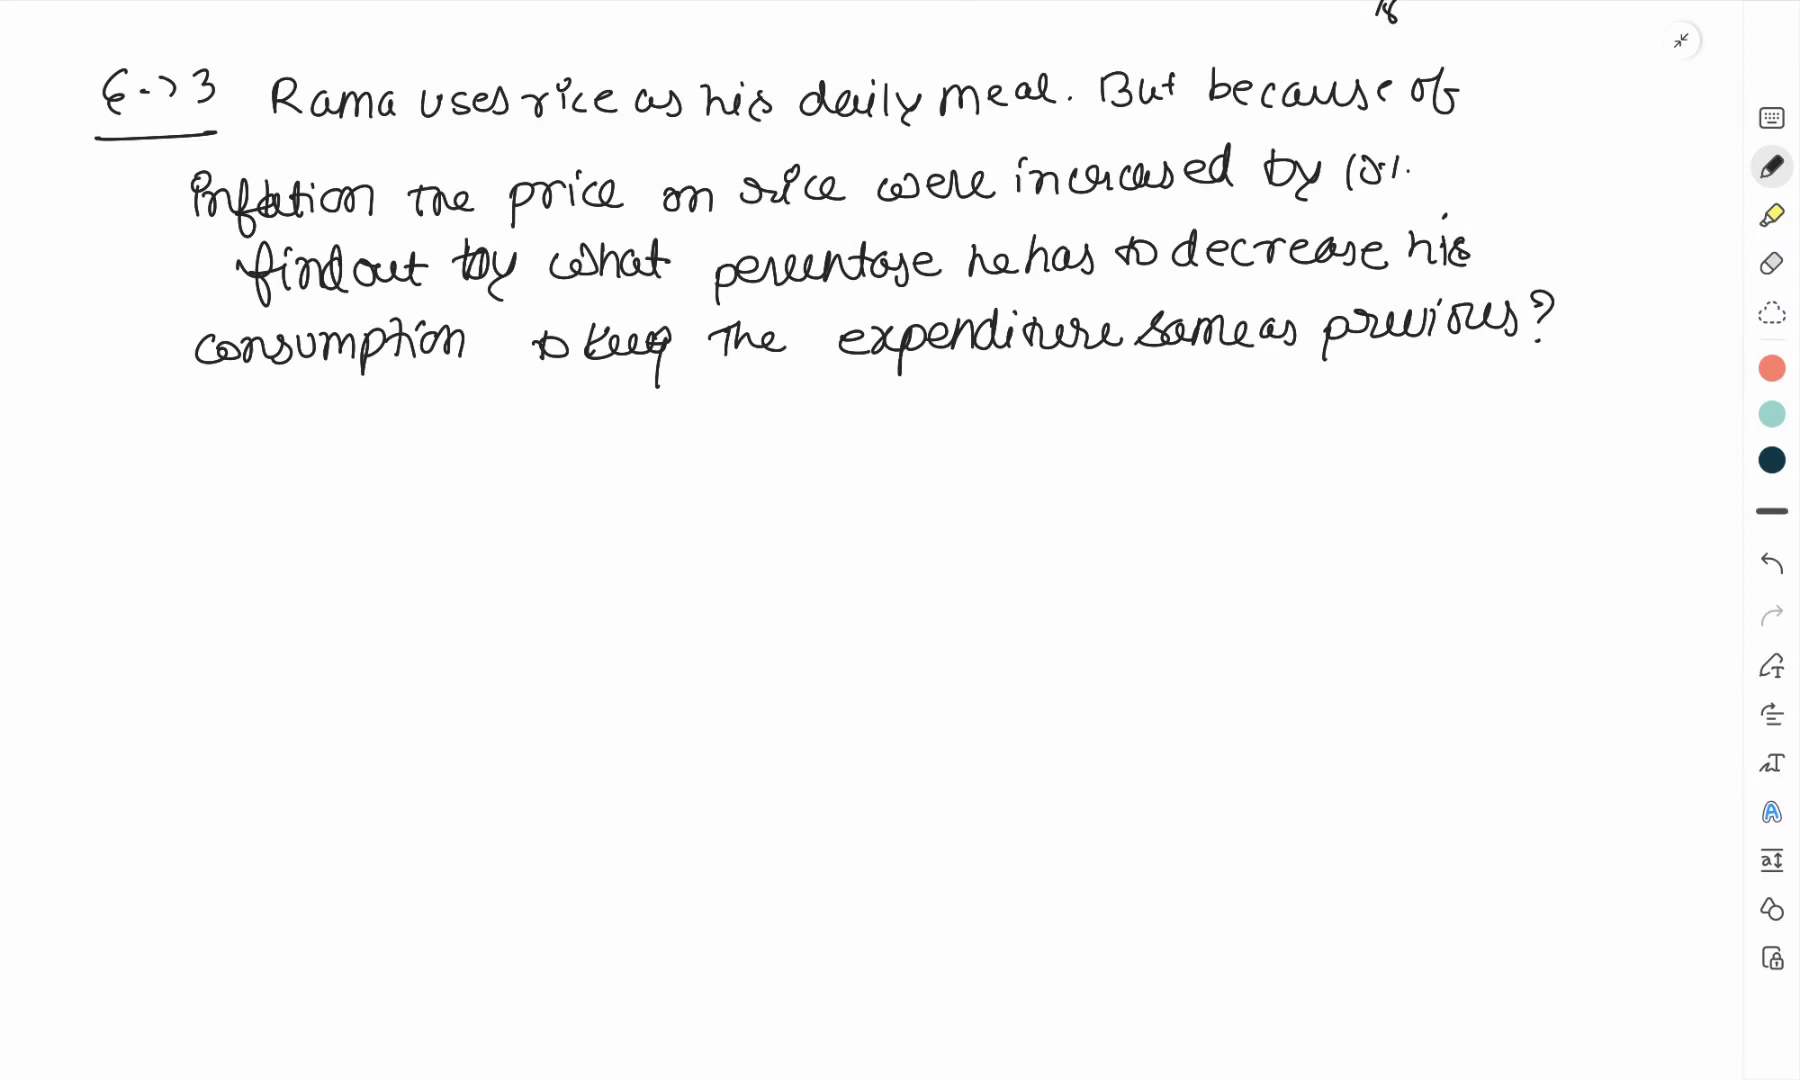 18
E-> 3 Rama uses rice as his daily meal. But because of
Inflation the price on rice were increased by 10%.
find out by what percentage he has to decrease his
consumption to keep the expenditure same as previous?